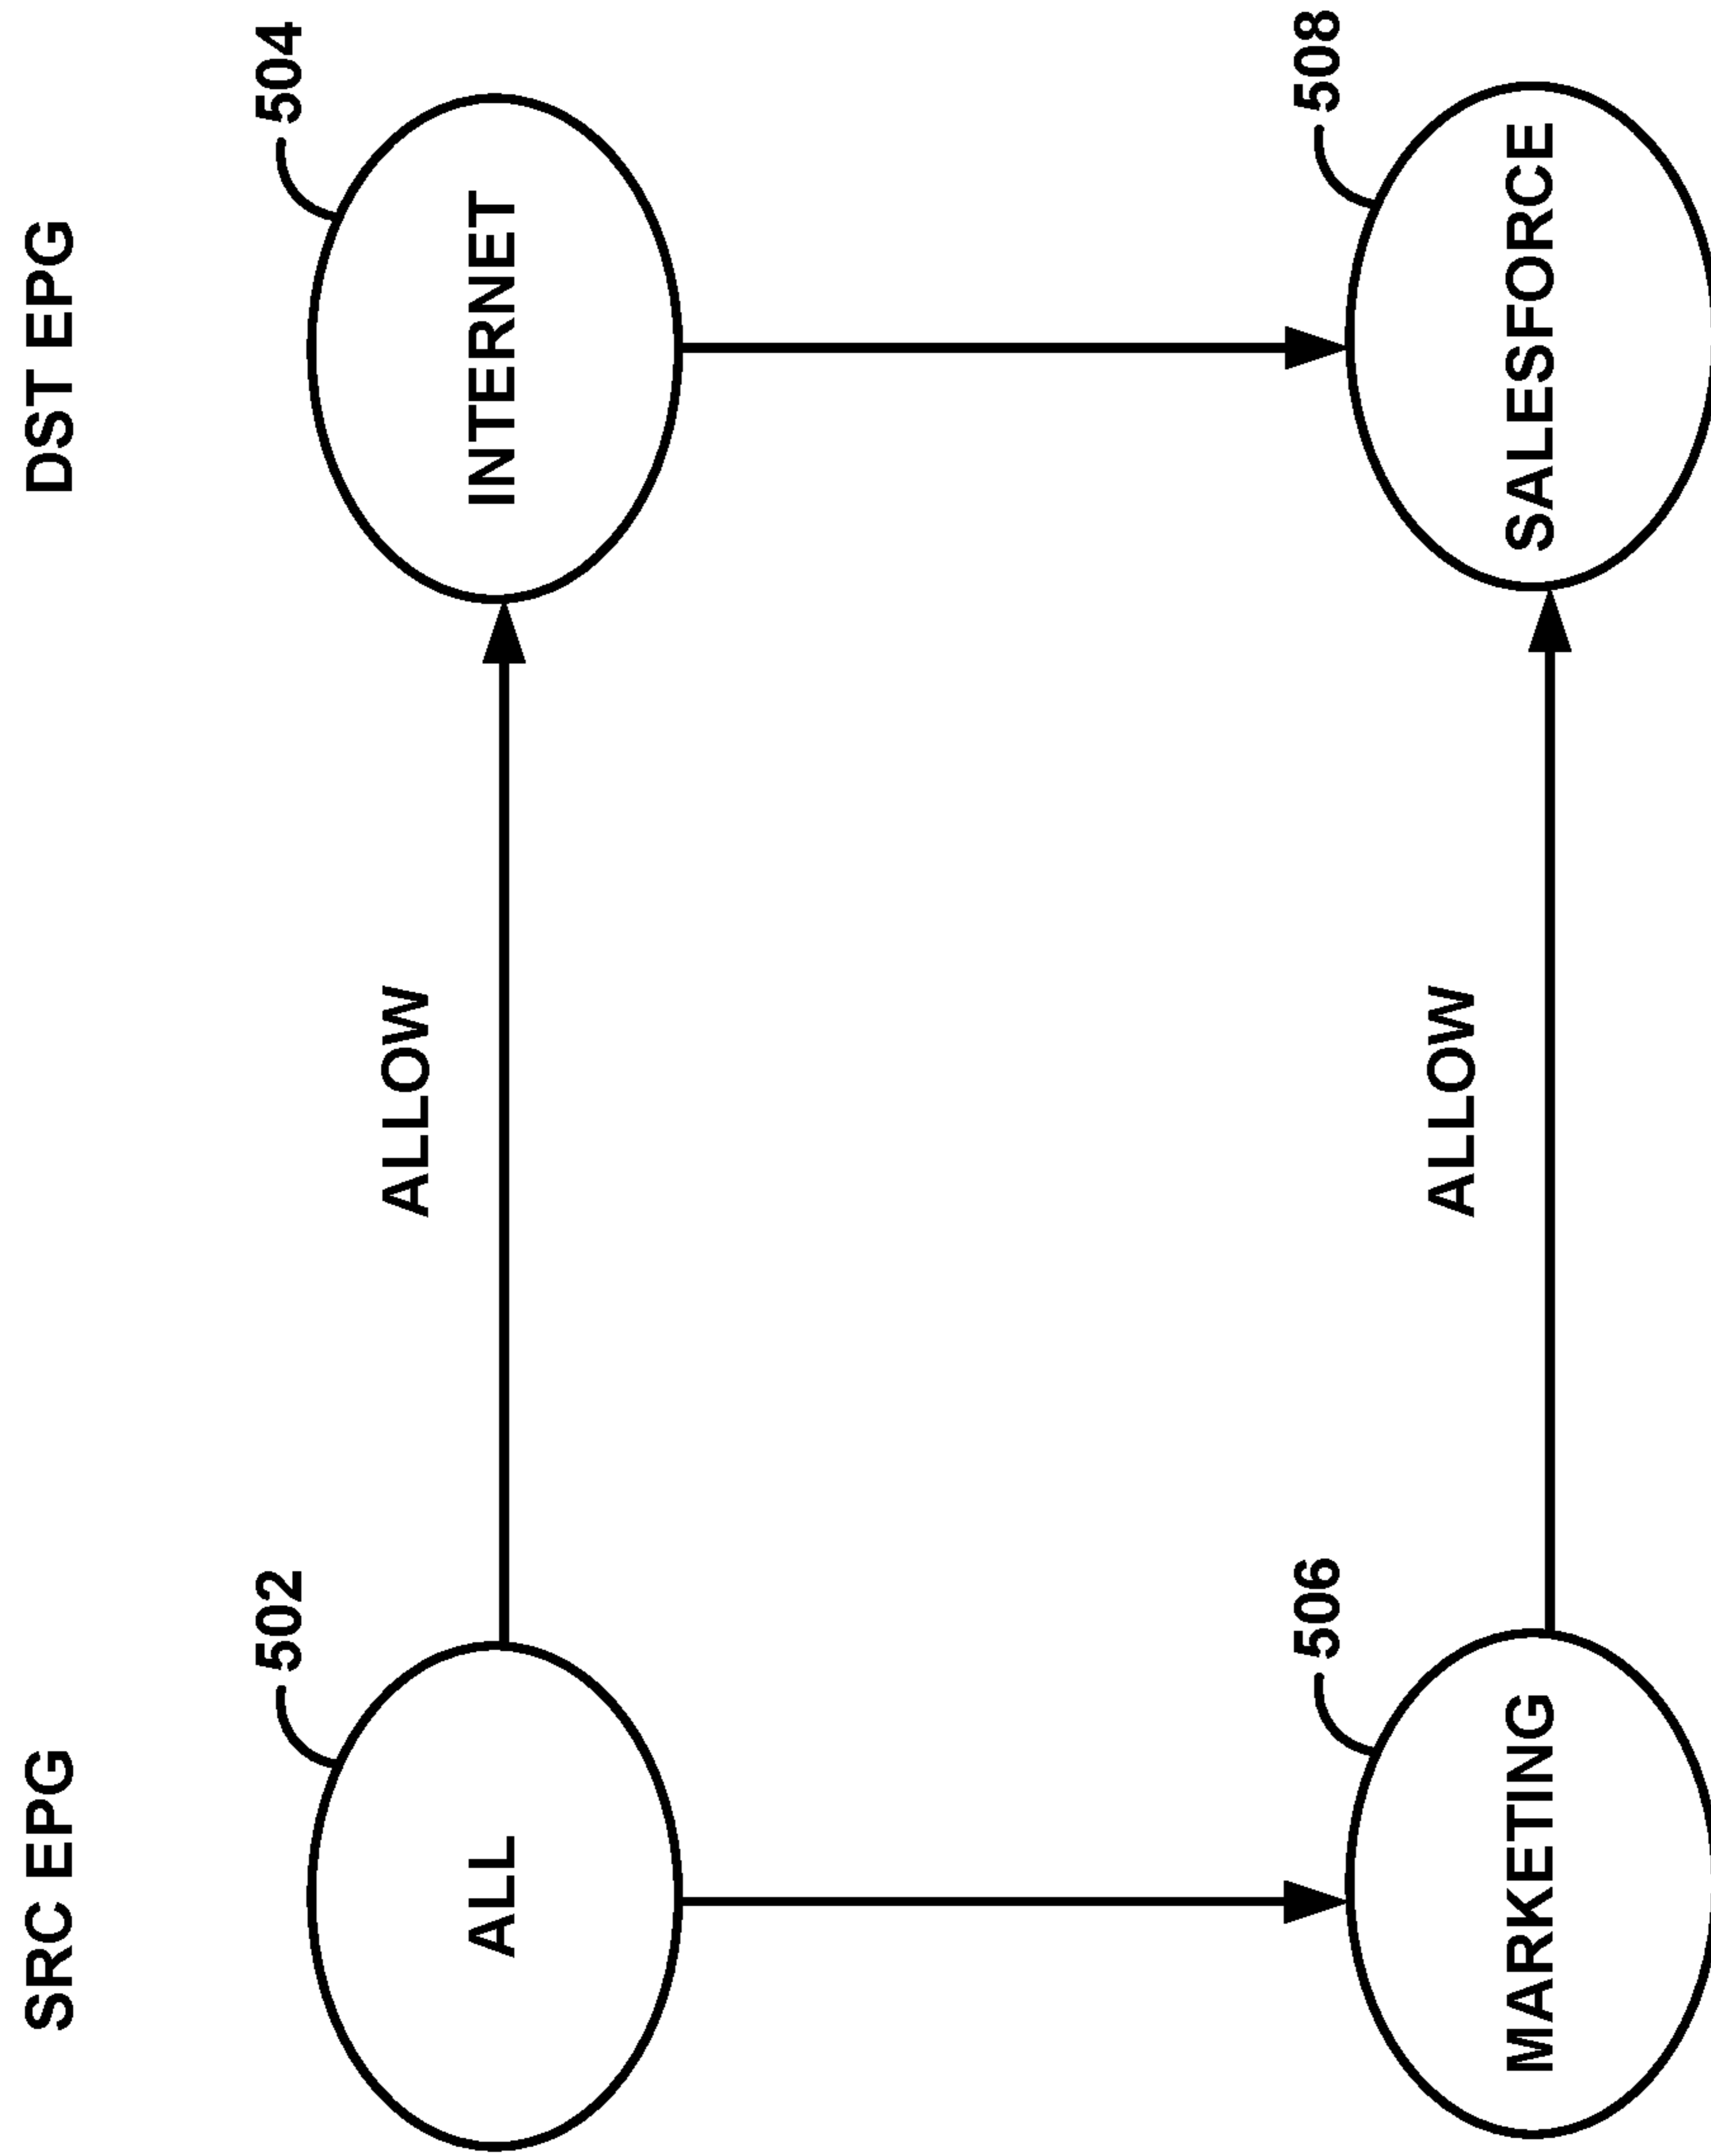 SRC EPG
DST EPG
502
504
ALL
ALLOW
INTERNET
506
508
MARKETING
ALLOW
SALESFORCE